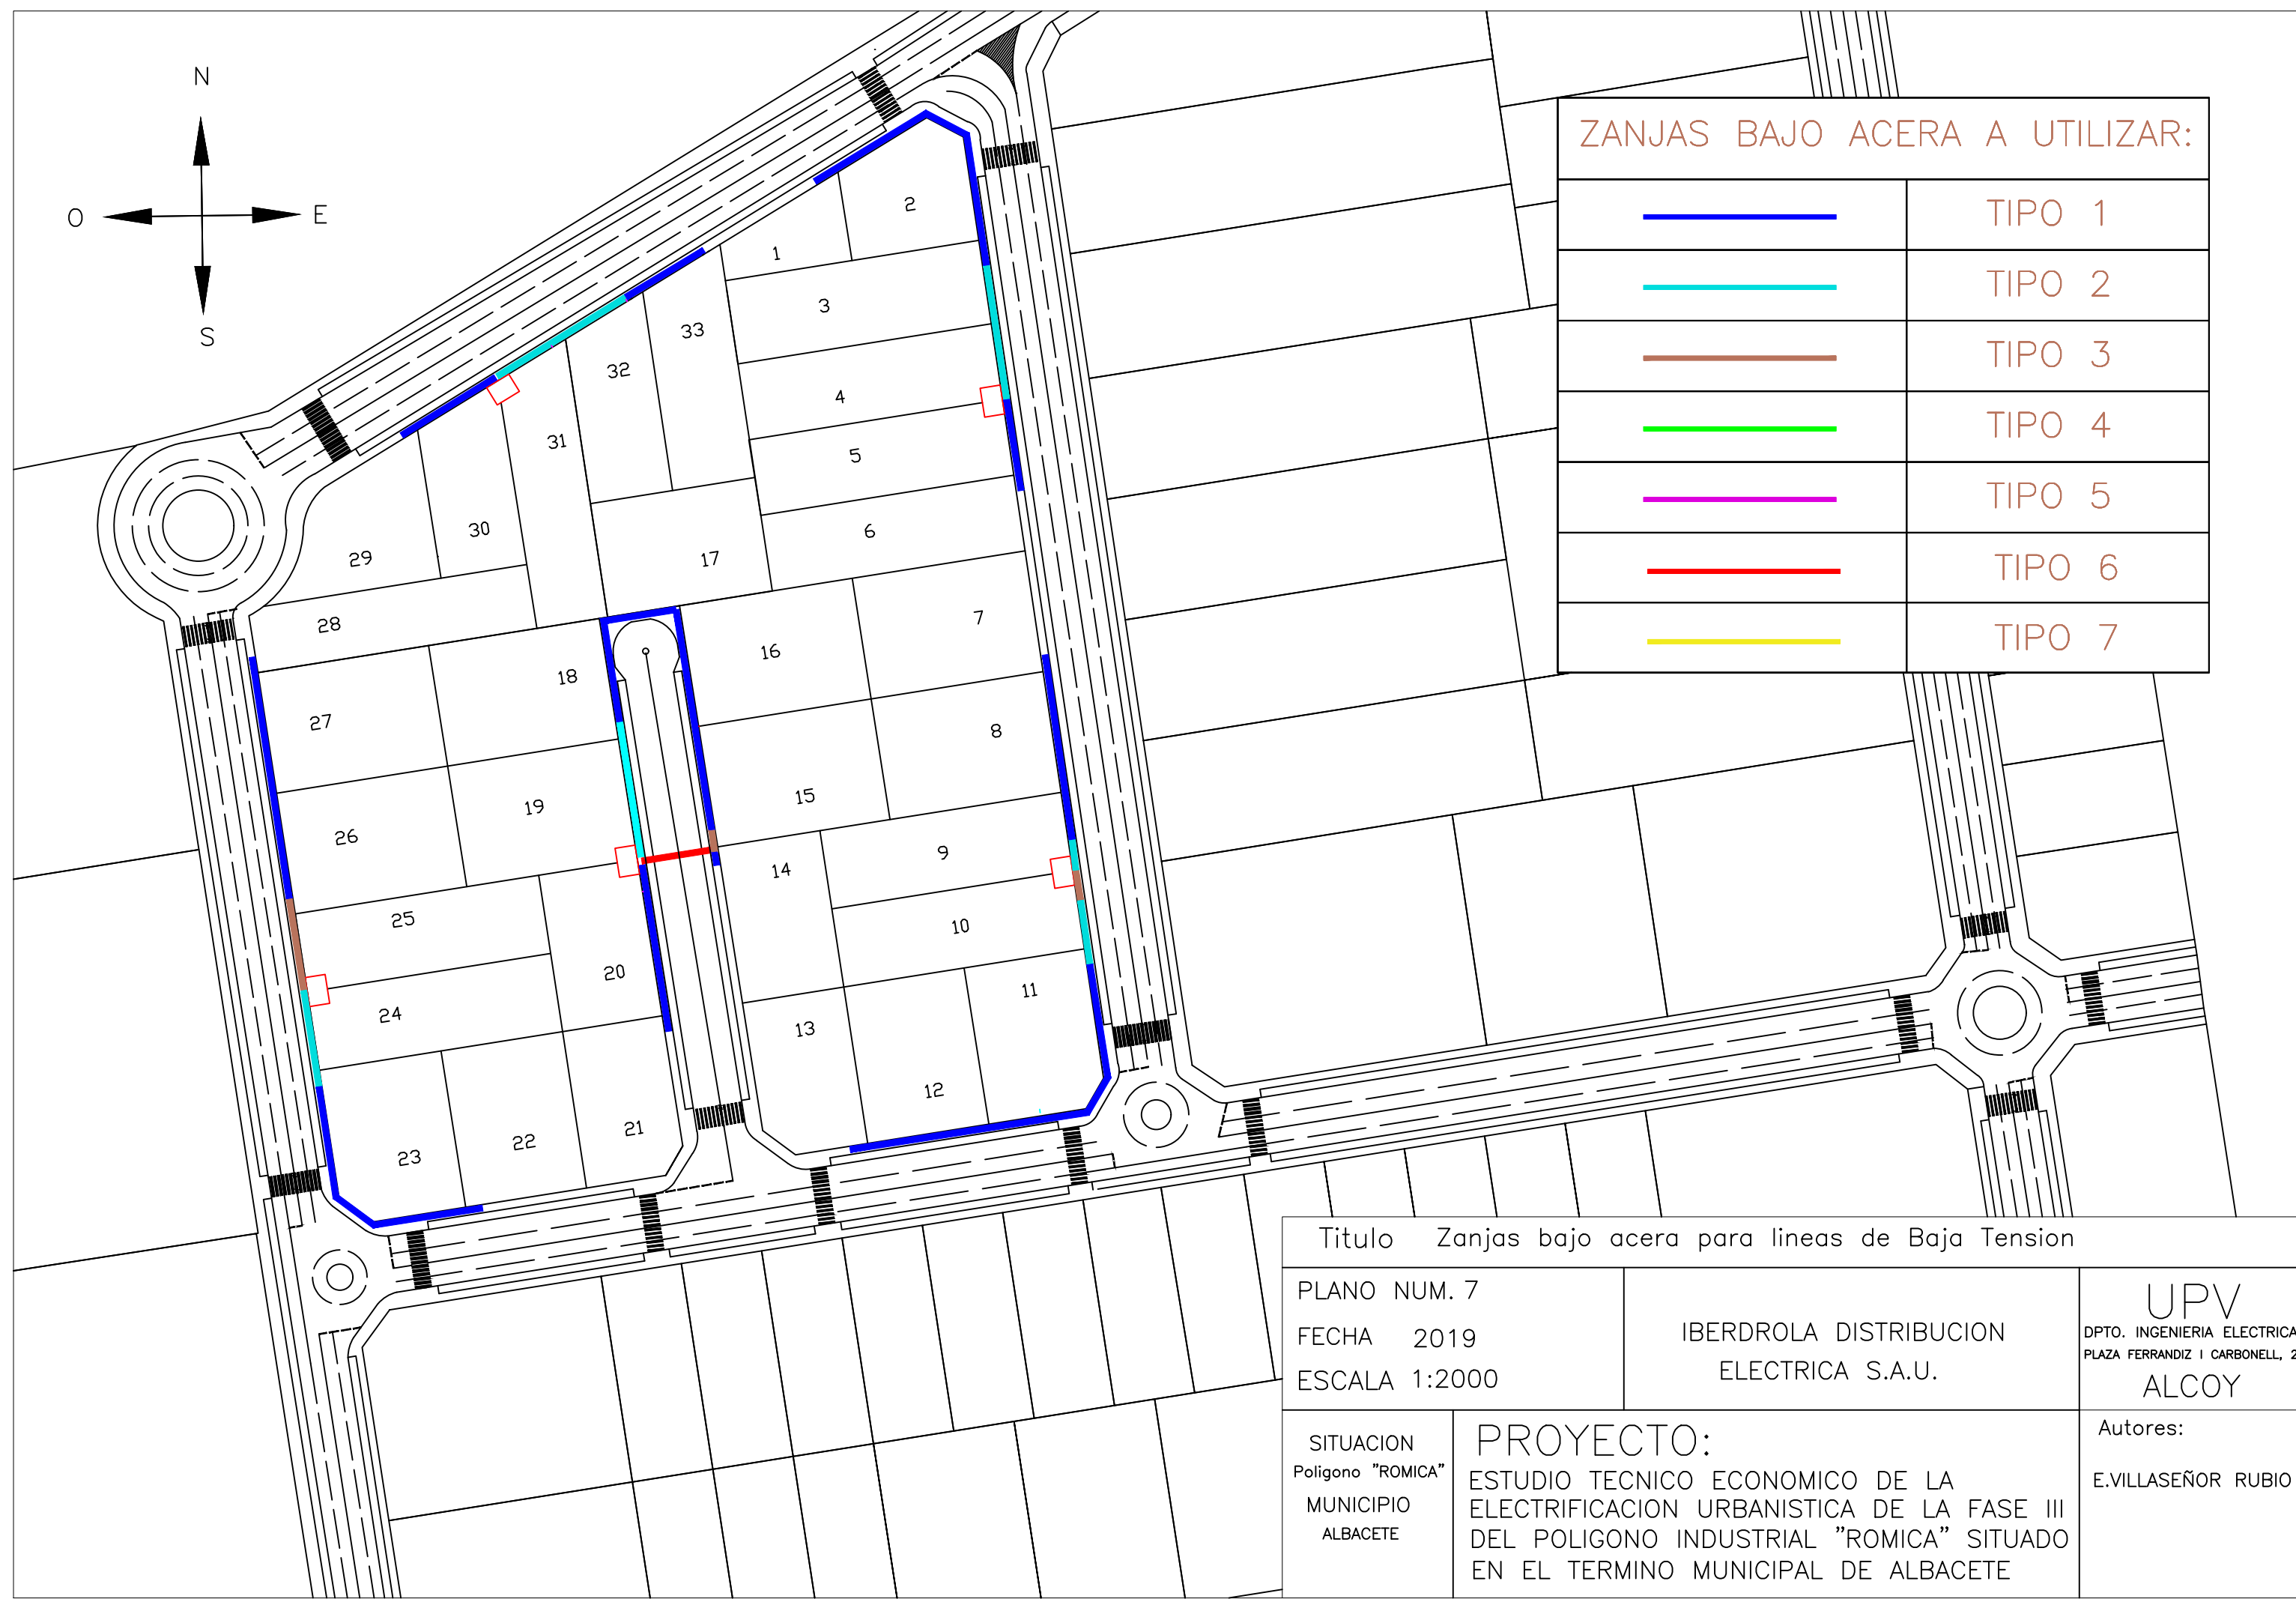 N
O
E
S
ZANJAS BAJO ACERA A UTILIZAR:
TIPO 1
TIPO 2
TIPO 3
TIPO 4
TIPO 5
TIPO 6
TIPO 7
2
1
3
33
32
4
31
5
30
6
29
17
28
7
16
18
27
8
15
19
26
9
14
25
10
20
11
24
13
12
21
22
23
Titulo Zanjas bajo acera para lineas de Baja Tension
PLANO NUM. 7
FECHA 2019
ESCALA 1:2000
IBERDROLA DISTRIBUCION
ELECTRICA S.A.U.
UPV
DPTO. INGENIERIA ELECTRICA
PLAZA FERRANDIZ I CARBONELL, 2
ALCOY
SITUACION
Poligono "ROMICA"
MUNICIPIO
ALBACETE
PROYECTO:
ESTUDIO TECNICO ECONOMICO DE LA
ELECTRIFICACION URBANISTICA DE LA FASE III
DEL POLIGONO INDUSTRIAL "ROMICA" SITUADO
EN EL TERMINO MUNICIPAL DE ALBACETE
Autores:
E.VILLASEÑOR RUBIO